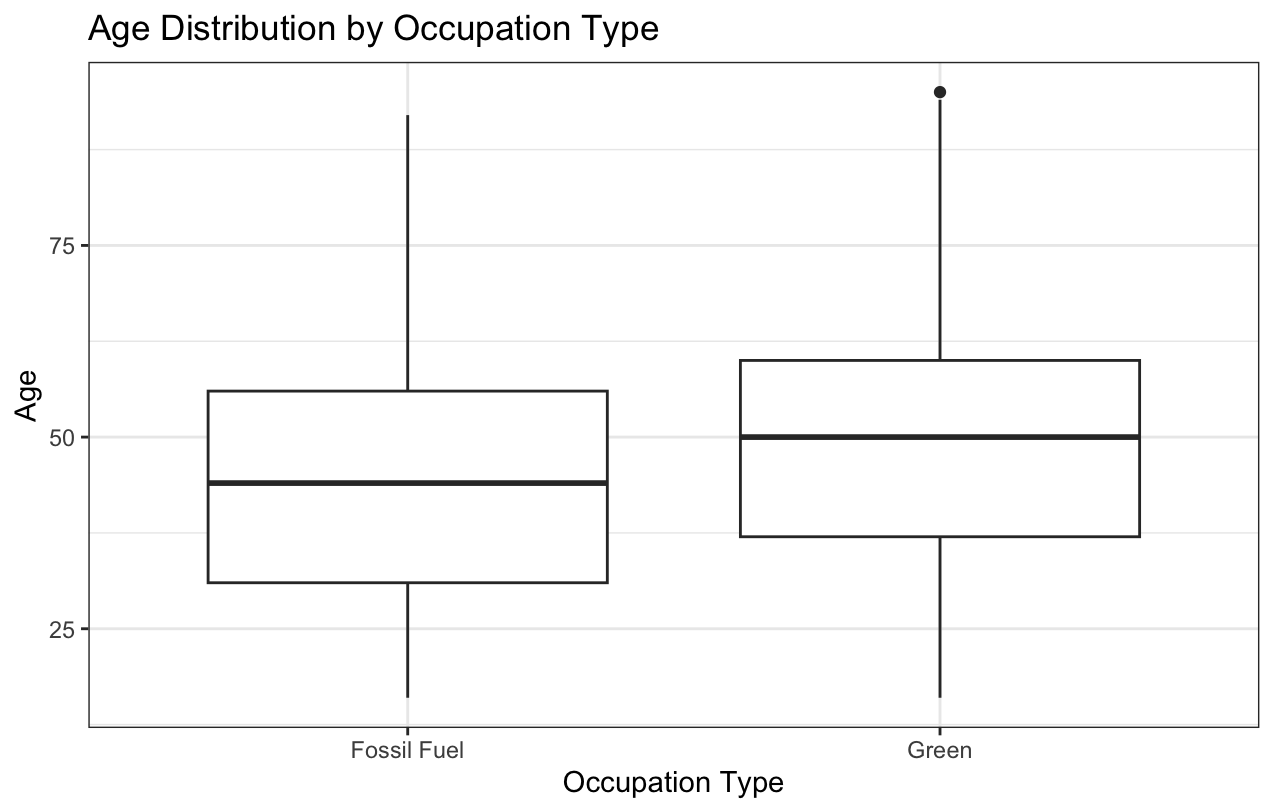 Age Distribution by Occupation Type
Age
75
50
25
Fossil Fuel
Green
Occupation Type